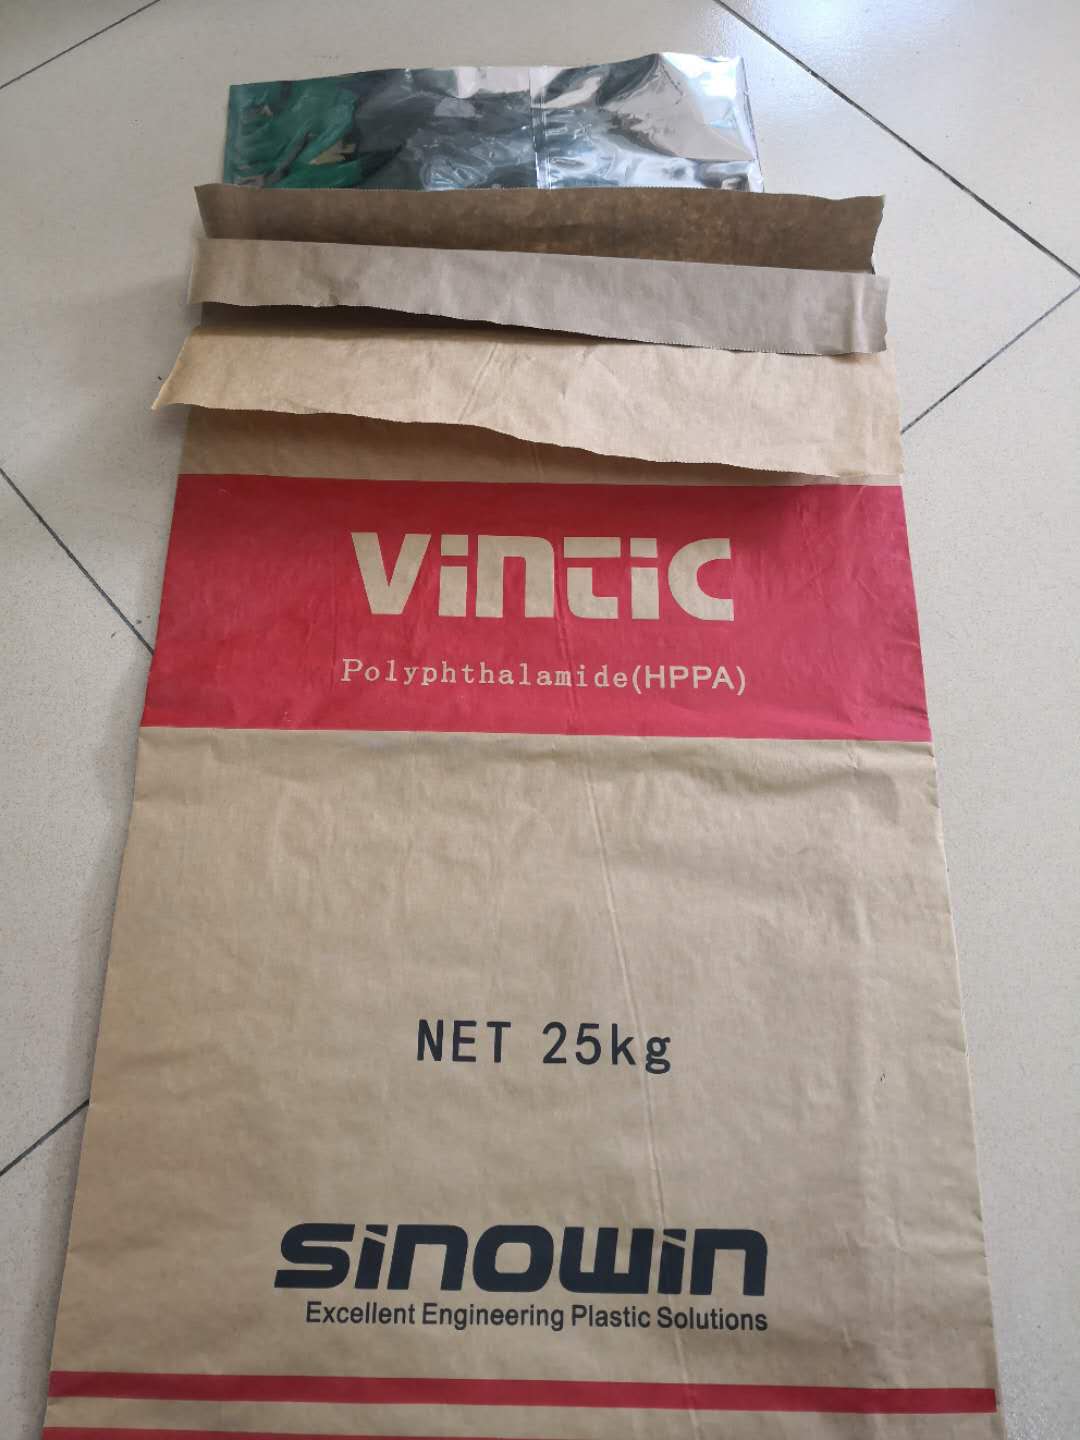 Vintic
Polyphthalamide(HPPA)
NET 25kg
sinowin
Excellent Engineering Plastic Solutions